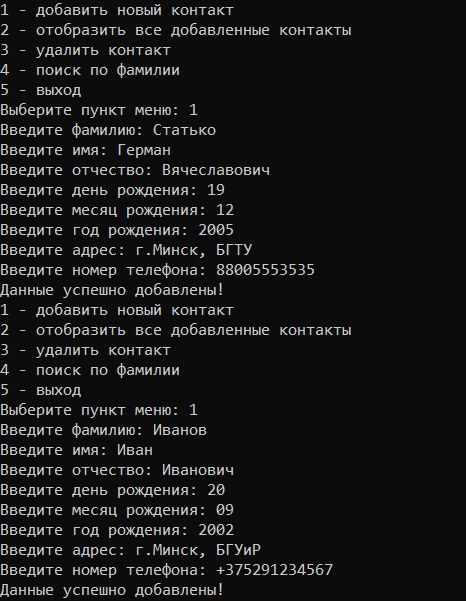 1 - добавить новый контакт
2 - отобразить все добавленные контакты
3 - удалить контакт
4 - поиск по фамилии
5 - выход
Выберите пункт меню: 1
Введите фамилию: Статько
Введите имя: Герман
Введите отчество: Вячеславович
Введите день рождения: 19
Введите месяц рождения: 12
Введите год рождения: 2005
Введите адрес: г.Минск, БГТУ
Введите номер телефона: 88005553535
Данные успешно добавлены!
1 - добавить новый контакт
2 - отобразить все добавленные контакты
3 - удалить контакт
4 - поиск по фамилии
5 - выход
Выберите пункт меню: 1
Введите фамилию: Иванов
Введите имя: Иван
Введите отчество: Иванович
Введите день рождения: 20
Введите месяц рождения: 09
Введите год рождения: 2002
Введите адрес: г.Минск, БГУиР
Введите номер телефона: +375291234567
Данные успешно добавлены!